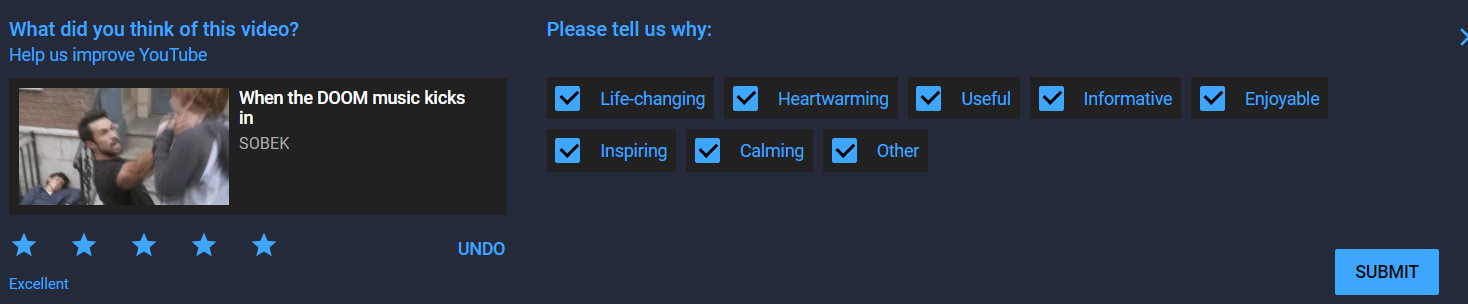 What did you think of this video?
Help us improve YouTube
When the DOOM music kicks
in
SOBEK
Excellent
UNDO
Please tell us why:
Life-changing
Heartwarming
Useful
Informative
Enjoyable
Inspiring
Calming
Other
SUBMIT